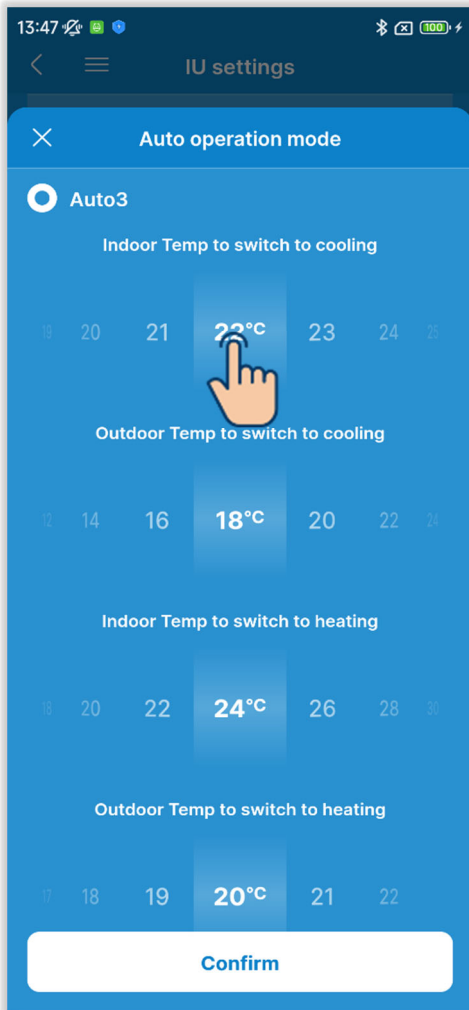 13:47
100
IU settings
Auto operation mode
Auto3
Indoor Temp to switch to cooling
19 20 21 22°C 23 24 25
Outdoor Temp to switch to cooling
12 14 16 18°C 20 22 24
Indoor Temp to switch to heating
18 20 22 24°C 26 28 30
Outdoor Temp to switch to heating
17 18 19 20°C 21 22
Confirm